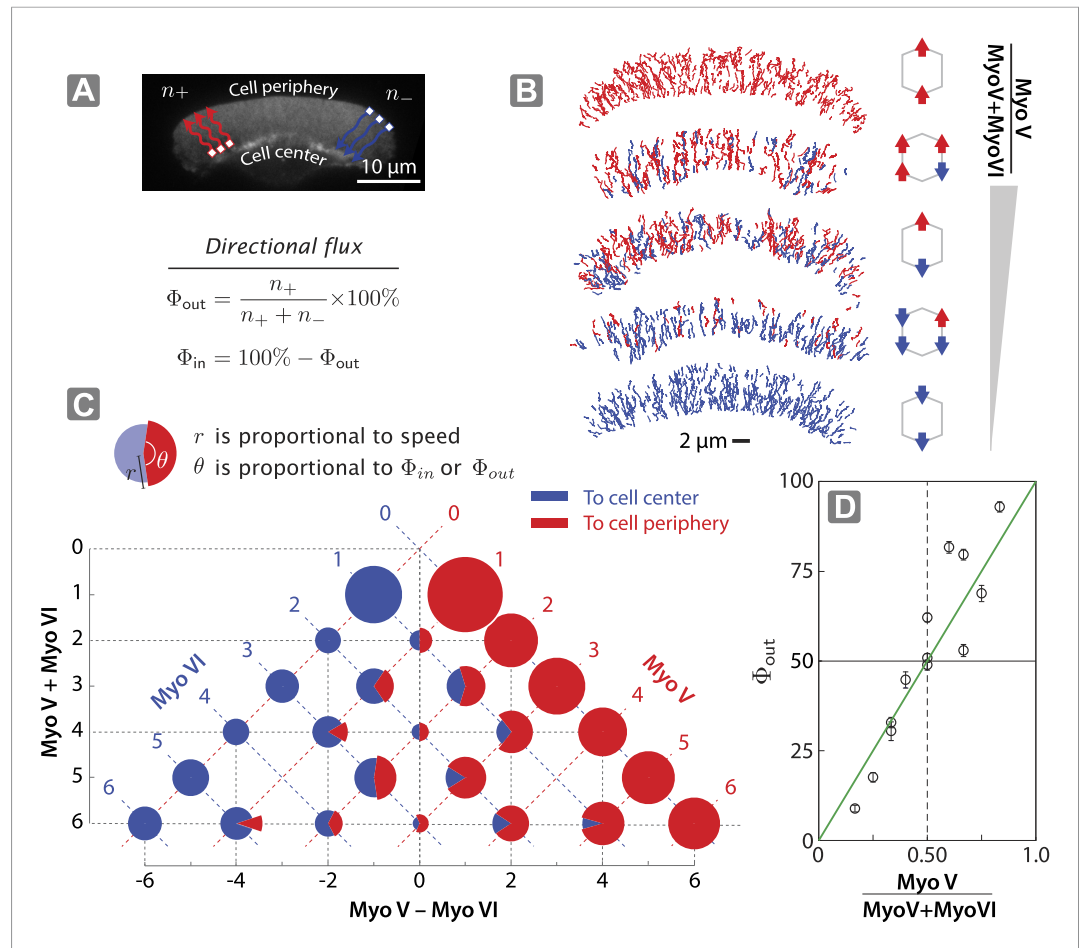 A
Cell periphery
n+
n−
Cell center
10 μm
Directional flux
Φout = n+ / (n+ + n−) ×100%
Φin = 100% − Φout
B
Myo V
MyoV+MyoVI
2 μm
C
r
θ
r is proportional to speed
θ is proportional to Φin or Φout
To cell center
To cell periphery
0 0
1 1
2 2
3 3
4 4
5 5
6 6
Myo VI
Myo V
0
1
2
3
4
5
6
Myo V + Myo VI
-6 -4 -2 0 2 4 6
Myo V – Myo VI
D
100
75
50
25
0
Φout
0 0.50 1.0
Myo V
MyoV+MyoVI